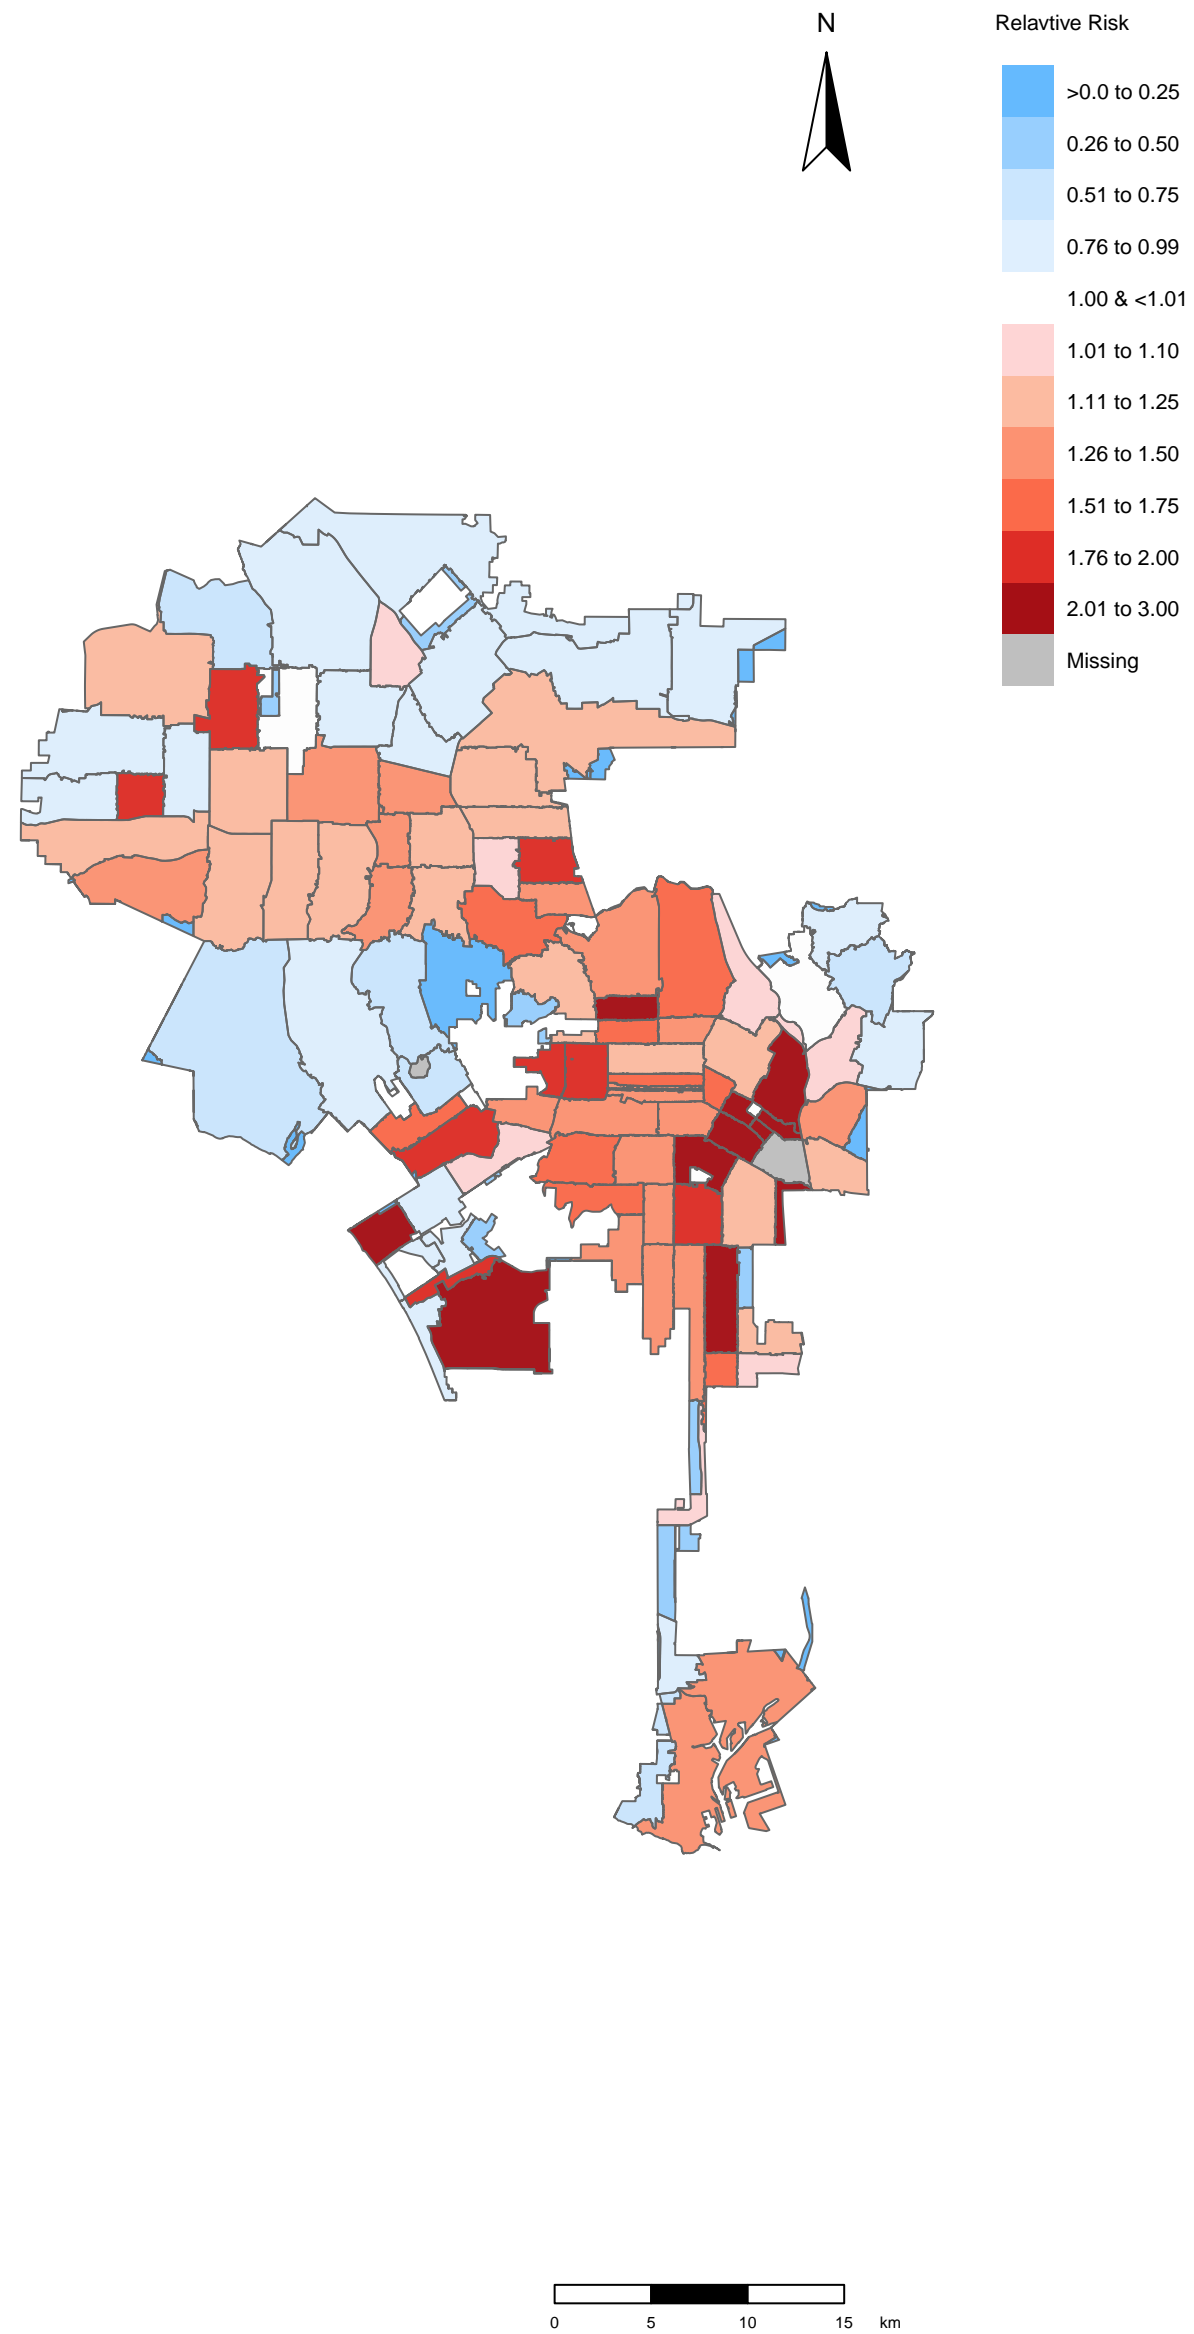 N
Relavtive Risk
>0.0 to 0.25
0.26 to 0.50
0.51 to 0.75
0.76 to 0.99
1.00 & <1.01
1.01 to 1.10
1.11 to 1.25
1.26 to 1.50
1.51 to 1.75
1.76 to 2.00
2.01 to 3.00
Missing
0 5 10 15 km